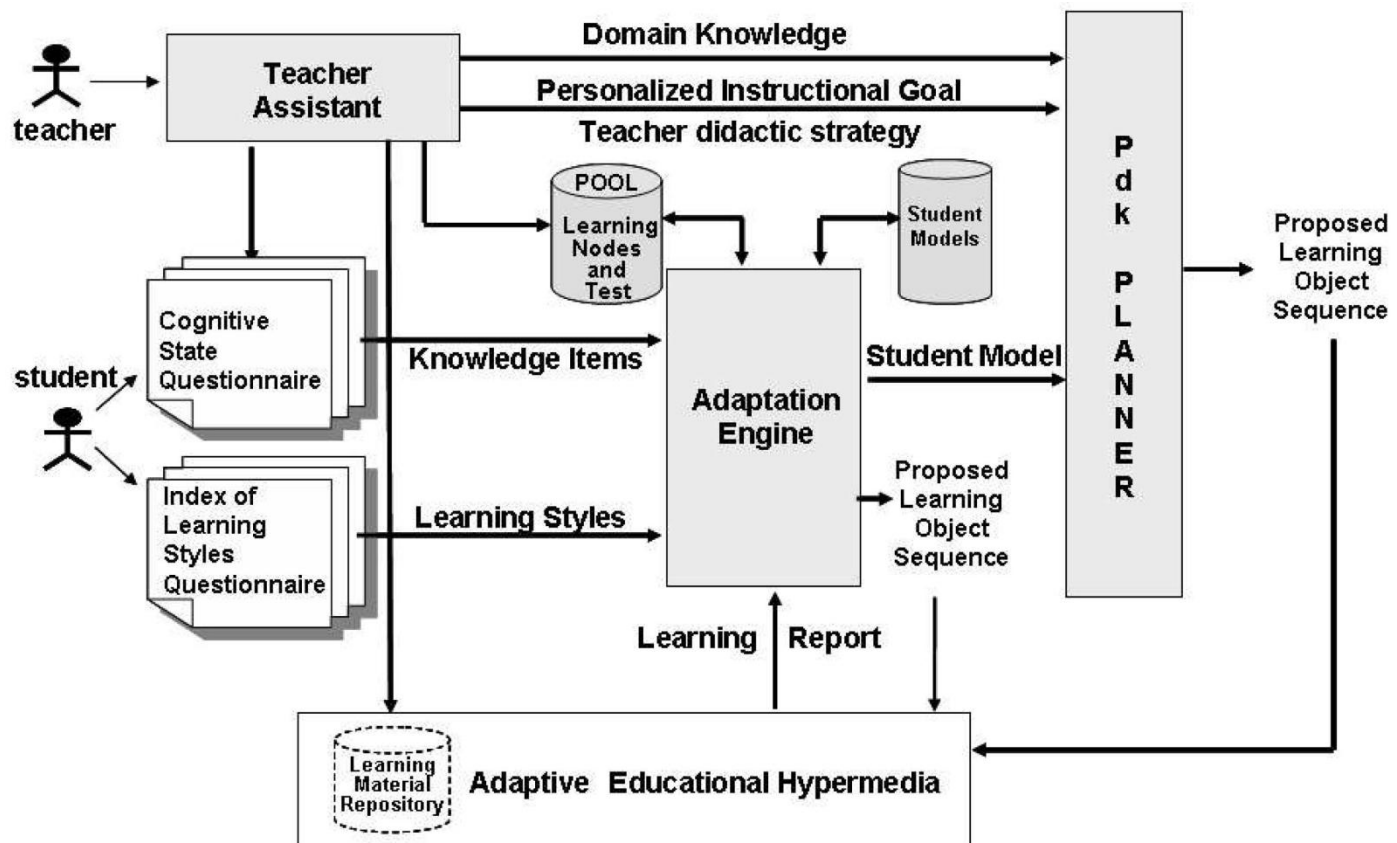 Domain Knowledge
Teacher
Assistant
teacher
Personalized Instructional Goal
Teacher didactic strategy
POOL
Learning
Nodes
and
Test
Student
Models
Pdk PLANNER
Proposed
Learning
Object
Sequence
Cognitive
State
Questionnaire
student
Knowledge Items
Student Model
Adaptation
Engine
Index of
Learning
Styles
Questionnaire
Learning Styles
Proposed
Learning
Object
Sequence
Learning Report
Learning
Material
Repository
Adaptive Educational Hypermedia